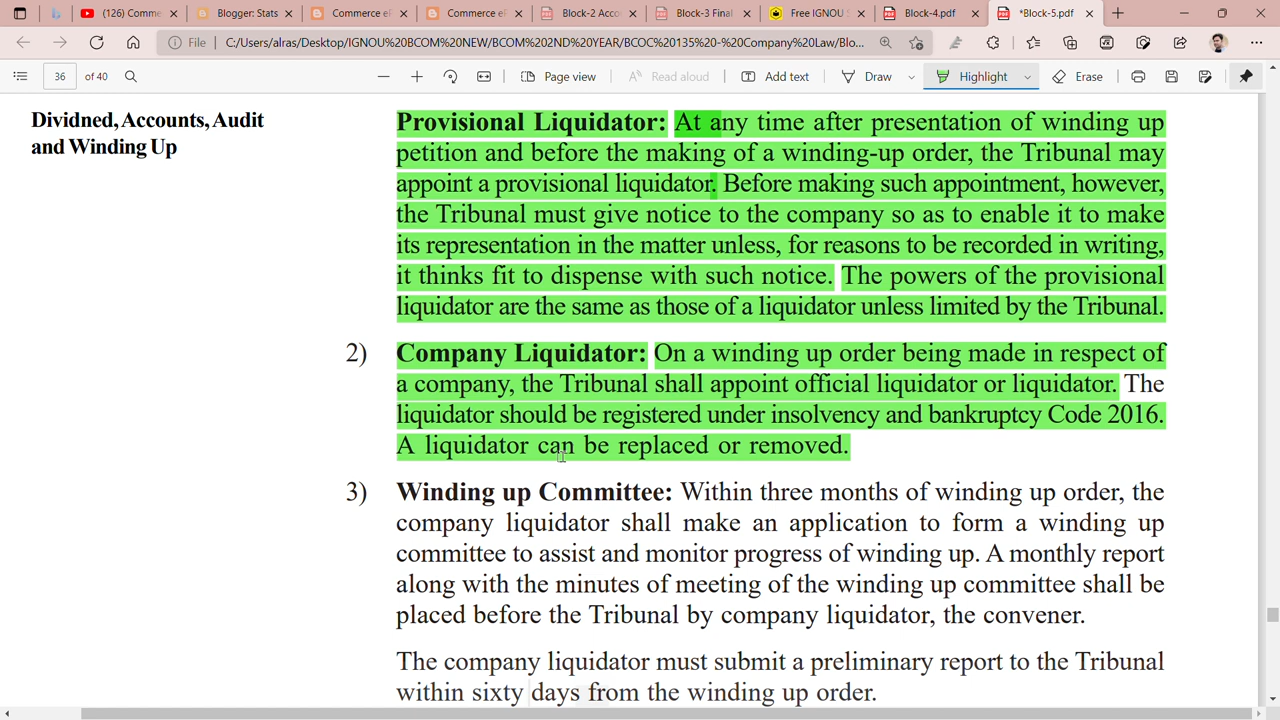 (126) Comme
Blogger: Stats
Commerce eF
Commerce eF
Block-2 Acco
Block-3 Final
Free IGNOU S
Block-4.pdf
*Block-5.pdf
File
C:/Users/alras/Desktop/IGNOU%20BCOM%20NEW/BCOM%202ND%20YEAR/BCOC%20135%20-%20Company%20Law/Blo...
36 of 40
Page view
Read aloud
Add text
Draw
Highlight
Erase
Dividned, Accounts, Audit
and Winding Up
Provisional Liquidator: At any time after presentation of winding up
petition and before the making of a winding-up order, the Tribunal may
appoint a provisional liquidator. Before making such appointment, however,
the Tribunal must give notice to the company so as to enable it to make
its representation in the matter unless, for reasons to be recorded in writing,
it thinks fit to dispense with such notice. The powers of the provisional
liquidator are the same as those of a liquidator unless limited by the Tribunal.
2) Company Liquidator: On a winding up order being made in respect of
a company, the Tribunal shall appoint official liquidator or liquidator. The
liquidator should be registered under insolvency and bankruptcy Code 2016.
A liquidator can be replaced or removed.
3) Winding up Committee: Within three months of winding up order, the
company liquidator shall make an application to form a winding up
committee to assist and monitor progress of winding up. A monthly report
along with the minutes of meeting of the winding up committee shall be
placed before the Tribunal by company liquidator, the convener.
The company liquidator must submit a preliminary report to the Tribunal
within sixty days from the winding up order.